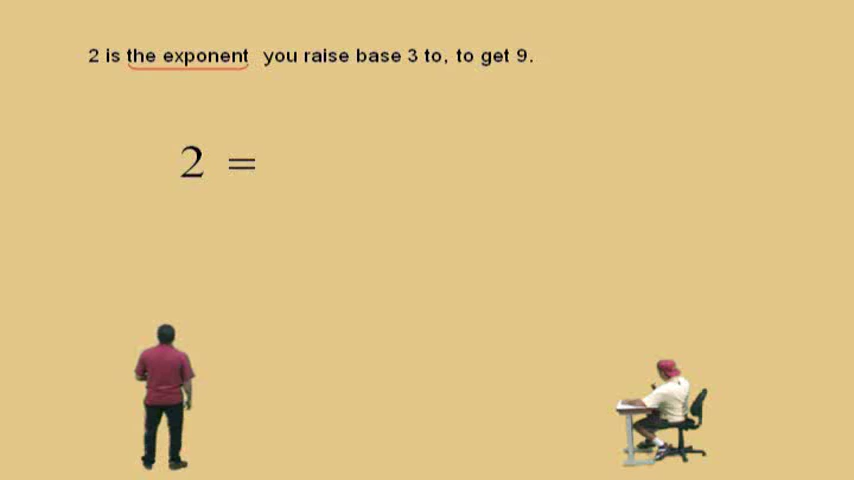 2 is the exponent you raise base 3 to, to get 9.
2 =